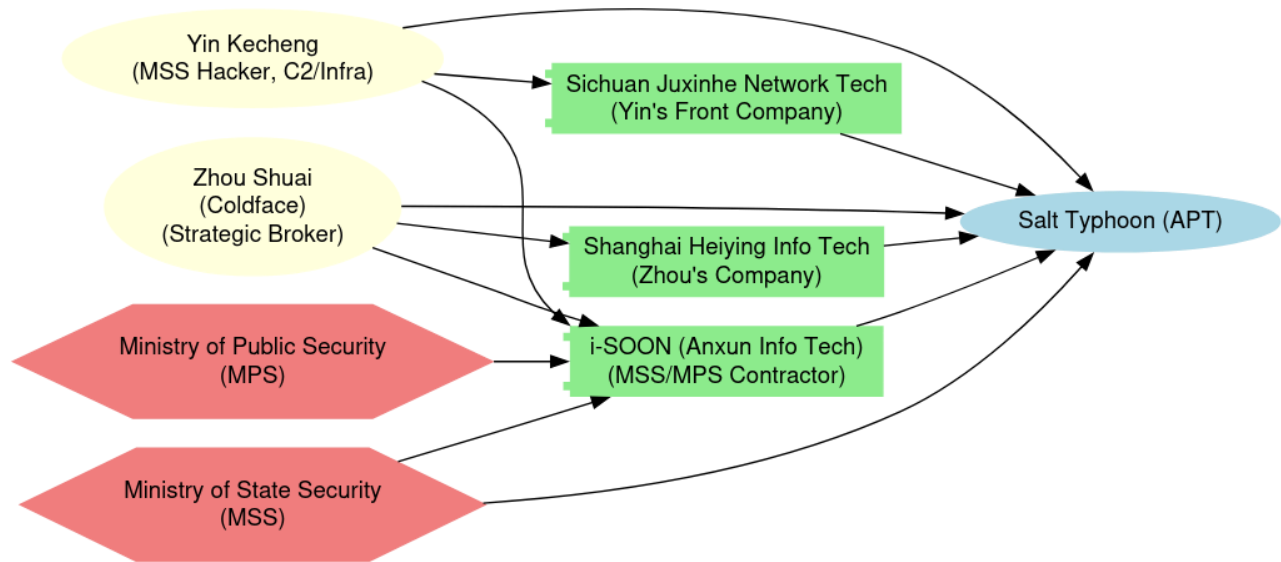 Yin Kecheng
(MSS Hacker, C2/Infra)
Sichuan Juxinhe Network Tech
(Yin's Front Company)
Zhou Shuai
(Coldface)
(Strategic Broker)
Salt Typhoon (APT)
Shanghai Heiying Info Tech
(Zhou's Company)
Ministry of Public Security
(MPS)
i-SOON (Anxun Info Tech)
(MSS/MPS Contractor)
Ministry of State Security
(MSS)